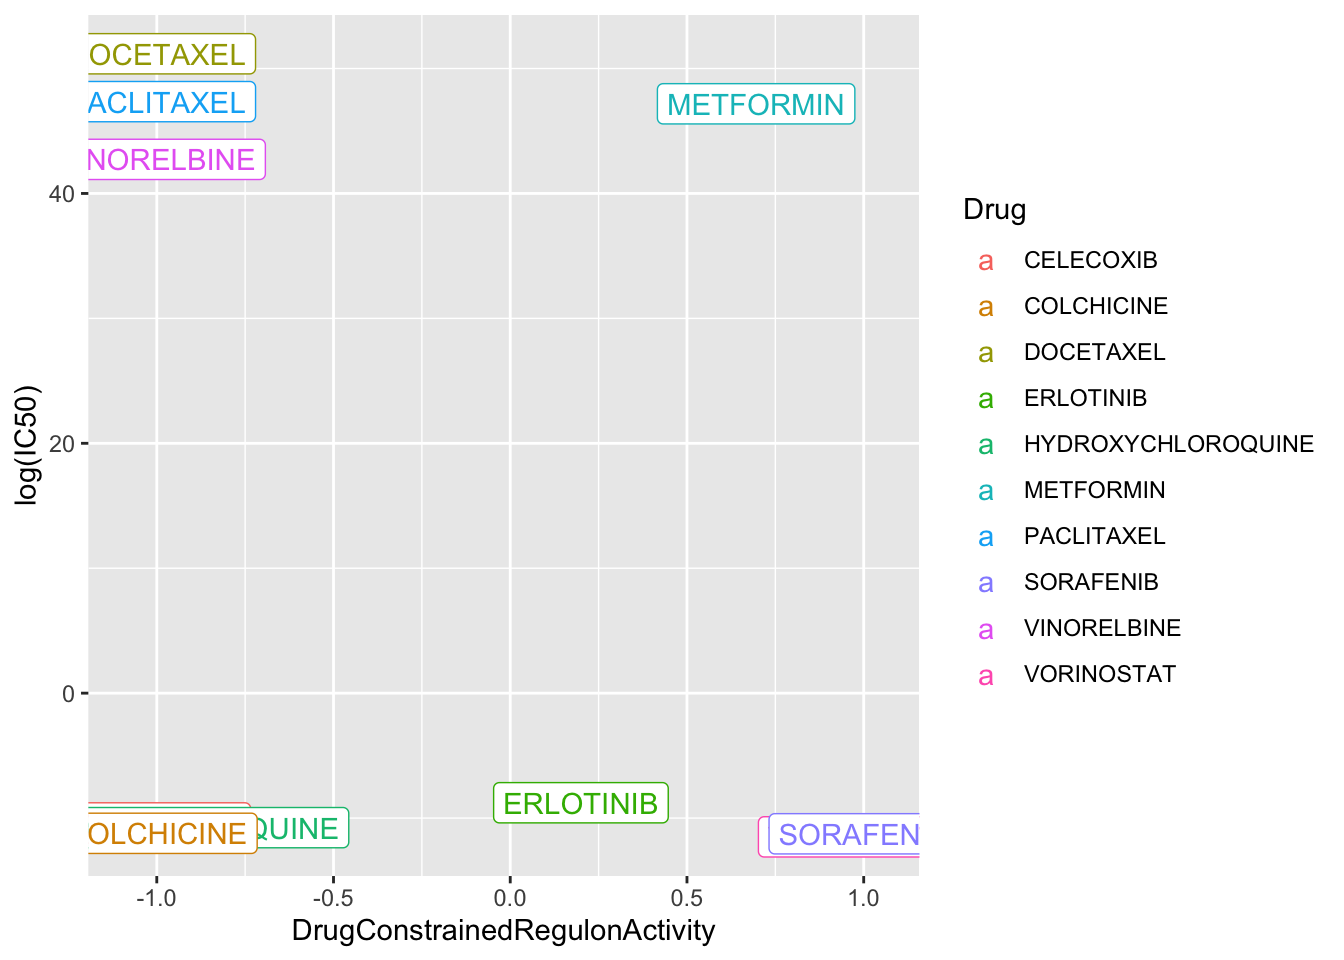 OCETAXEL
ACLITAXEL
METFORMIN
NORELBINE
40
20
0
log(IC50)
ERLOTINIB
OLCHICINE
QUINE
SORAFEN
-1.0
-0.5
0.0
0.5
1.0
DrugConstrainedRegulonActivity
Drug
a CELECOXIB
a COLCHICINE
a DOCETAXEL
a ERLOTINIB
a HYDROXYCHLOROQUINE
a METFORMIN
a PACLITAXEL
a SORAFENIB
a VINORELBINE
a VORINOSTAT